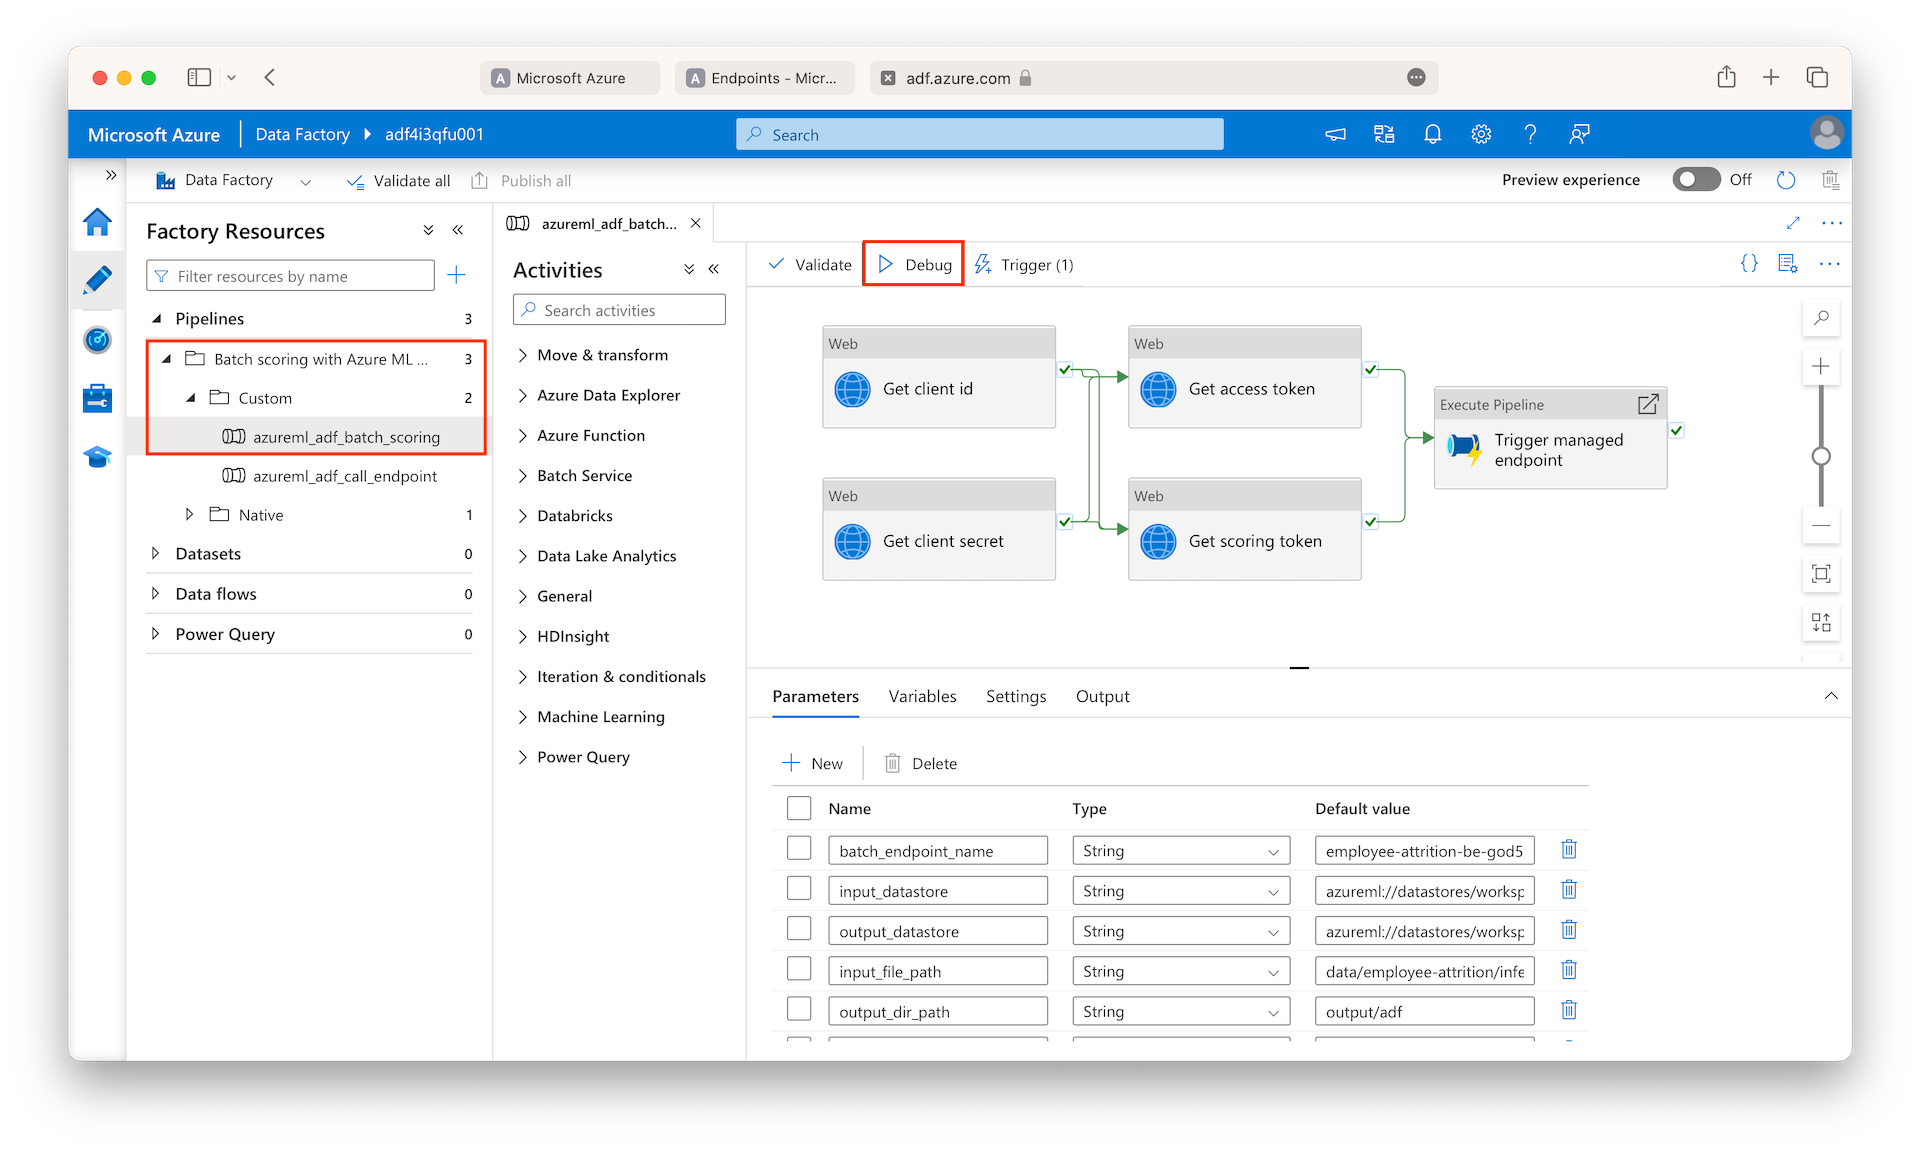 Microsoft Azure
Endpoints - Micr...
adf.azure.com
Microsoft Azure
Data Factory
adf4i3qfu001
Search
Data Factory
Validate all
Publish all
Preview experience
Off
Factory Resources
Filter resources by name
Pipelines
3
Batch scoring with Azure ML ...
3
Custom
2
azureml_adf_batch_scoring
azureml_adf_call_endpoint
Native
1
Datasets
0
Data flows
0
Power Query
0
azureml_adf_batch...
Activities
Search activities
Move & transform
Azure Data Explorer
Azure Function
Batch Service
Databricks
Data Lake Analytics
General
HDInsight
Iteration & conditionals
Machine Learning
Power Query
Validate
Debug
Trigger (1)
Web
Get client id
Web
Get access token
Web
Get client secret
Web
Get scoring token
Execute Pipeline
Trigger managed
endpoint
Parameters
Variables
Settings
Output
New
Delete
Name
Type
Default value
batch_endpoint_name
String
employee-attrition-be-god5
input_datastore
String
azureml://datastores/worksp
output_datastore
String
azureml://datastores/worksp
input_file_path
String
data/employee-attrition/infe
output_dir_path
String
output/adf